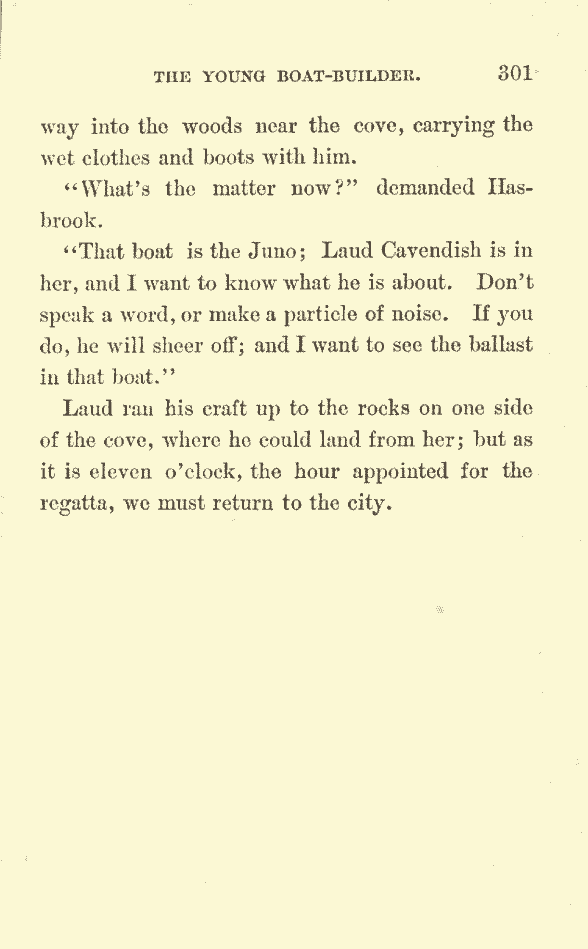 THE YOUNG BOAT-BUILDER. 301
way into the woods near the cove, carrying the
wet clothes and boots with him.
"What's the matter now?" demanded Has-
brook.
"That boat is the Juno; Laud Cavendish is in
her, and I want to know what he is about. Don't
speak a word, or make a particle of noise. If you
do, he will sheer off; and I want to see the ballast
in that boat."
Laud ran his craft up to the rocks on one side
of the cove, where he could land from her; but as
it is eleven o'clock, the hour appointed for the
regatta, we must return to the city.